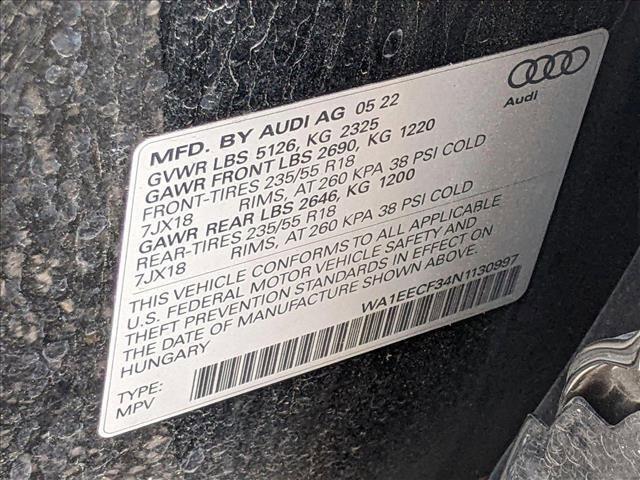 Audi
MFD. BY AUDI AG 05 22
GVWR LBS 5126, KG 2325
GAWR FRONT LBS 2690, KG 1220
FRONT-TIRES 235/55 R18
7JX18 RIMS, AT 260 KPA 38 PSI COLD
GAWR REAR LBS 2646, KG 1200
REAR-TIRES 235/55 R18
7JX18 RIMS, AT 260 KPA 38 PSI COLD
THIS VEHICLE CONFORMS TO ALL APPLICABLE
U.S. FEDERAL MOTOR VEHICLE SAFETY AND
THEFT PREVENTION STANDARDS IN EFFECT ON
THE DATE OF MANUFACTURE SHOWN ABOVE.
HUNGARY
WA1EECF34N1130997
TYPE:
MPV